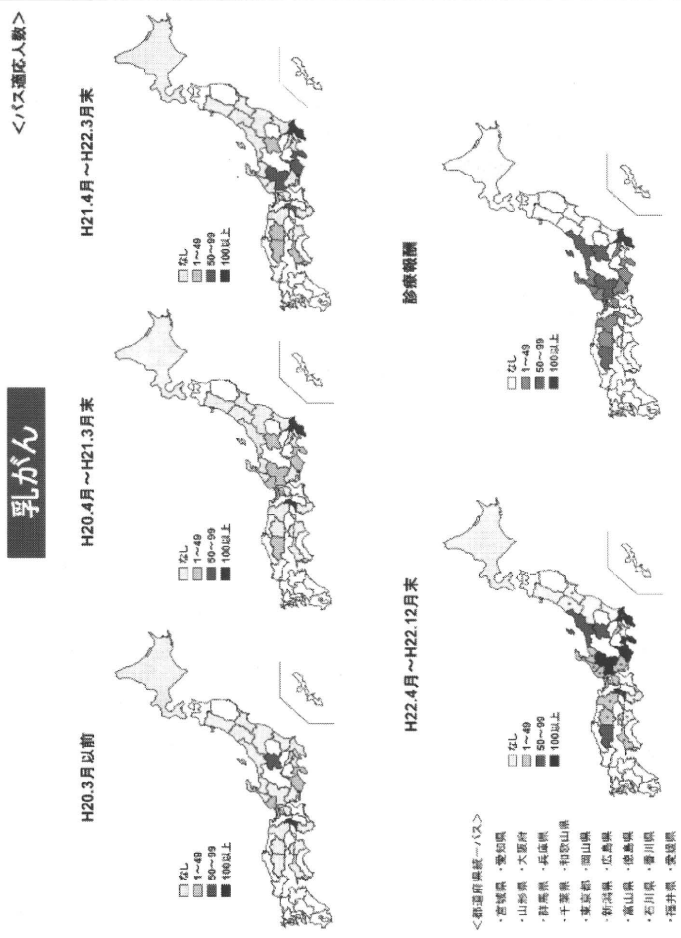 乳がん
＜パス適応人数＞
H20.3月以前
なし
1～49
50～99
100以上
H20.4月～H21.3月末
なし
1～49
50～99
100以上
H21.4月～H22.3月末
なし
1～49
50～99
100以上
H22.4月～H22.12月末
なし
1～49
50～99
100以上
診療報酬
なし
1～49
50～99
100以上
＜都道府県統一パス＞
・宮城県 ・愛知県
・山形県 ・大阪府
・群馬県 ・兵庫県
・千葉県 ・和歌山県
・東京都 ・岡山県
・新潟県 ・広島県
・富山県 ・徳島県
・石川県 ・香川県
・福井県 ・愛媛県